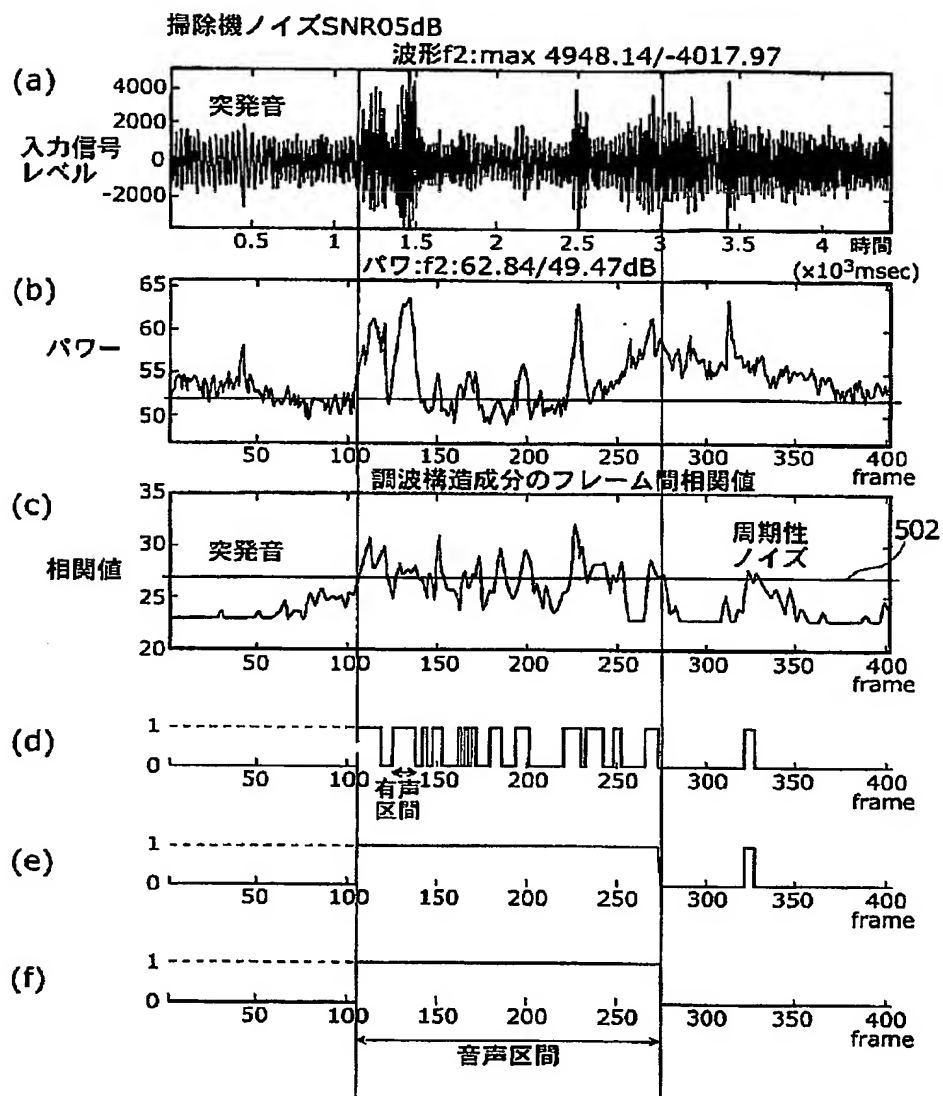 掃除機ノイズSNR05dB
波形f2:max 4948.14/-4017.97
(a)
4000
2000
0
-2000
入力信号
レベル
突発音
0.5 1 1.5 2 2.5 3 3.5 4 時間
(x10³msec)
パワ:f2:62.84/49.47dB
(b)
65
60
55
50
パワー
50 100 150 200 250 300 350 400
frame
調波構造成分のフレーム間相関値
(c)
35
30
25
20
相関値
突発音
周期性
ノイズ
502
50 100 150 200 250 300 350 400
frame
(d)
1
0
50 100 150 200 250 300 350 400
frame
有声
区間
(e)
1
0
50 100 150 200 250 300 350 400
frame
(f)
1
0
50 100 150 200 250 300 350 400
frame
音声区間